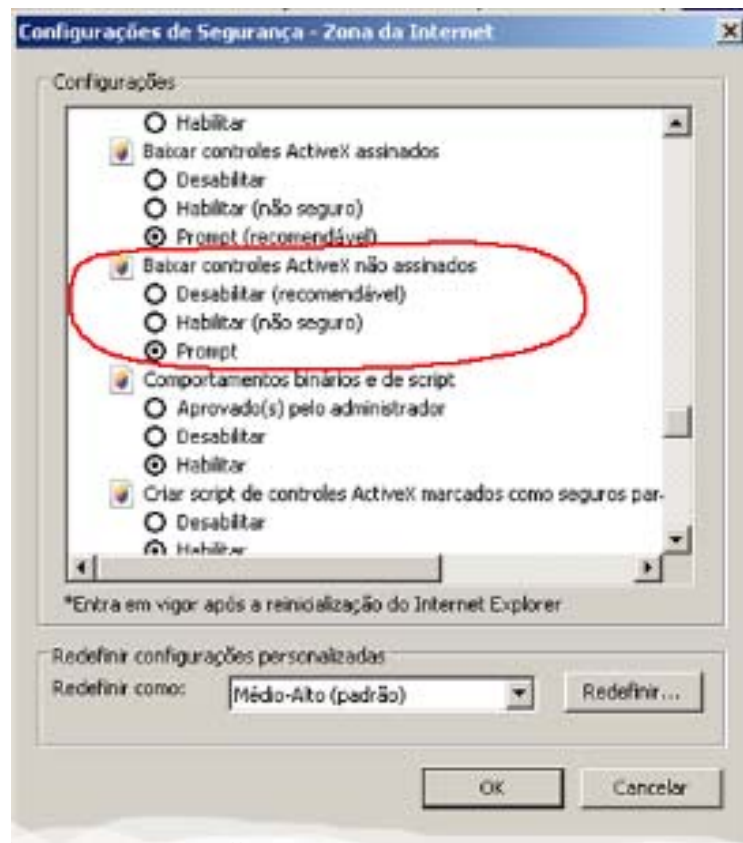 Configurações de Segurança - Zona da Internet
Configurações
Habilitar
Baixar controles ActiveX assinados
Desabilitar
Habilitar (não seguro)
Prompt (recomendável)
Baixar controles ActiveX não assinados
Desabilitar (recomendável)
Habilitar (não seguro)
Prompt
Comportamentos binários e de script
Aprovado(s) pelo administrador
Desabilitar
Habilitar
Criar script de controles ActiveX marcados como seguros par
Desabilitar
Habilitar
*Entra em vigor após a reinicialização do Internet Explorer
Redefinir configurações personalizadas
Redefinir como: Médio-Alto (padrão) Redefinir...
OK Cancelar